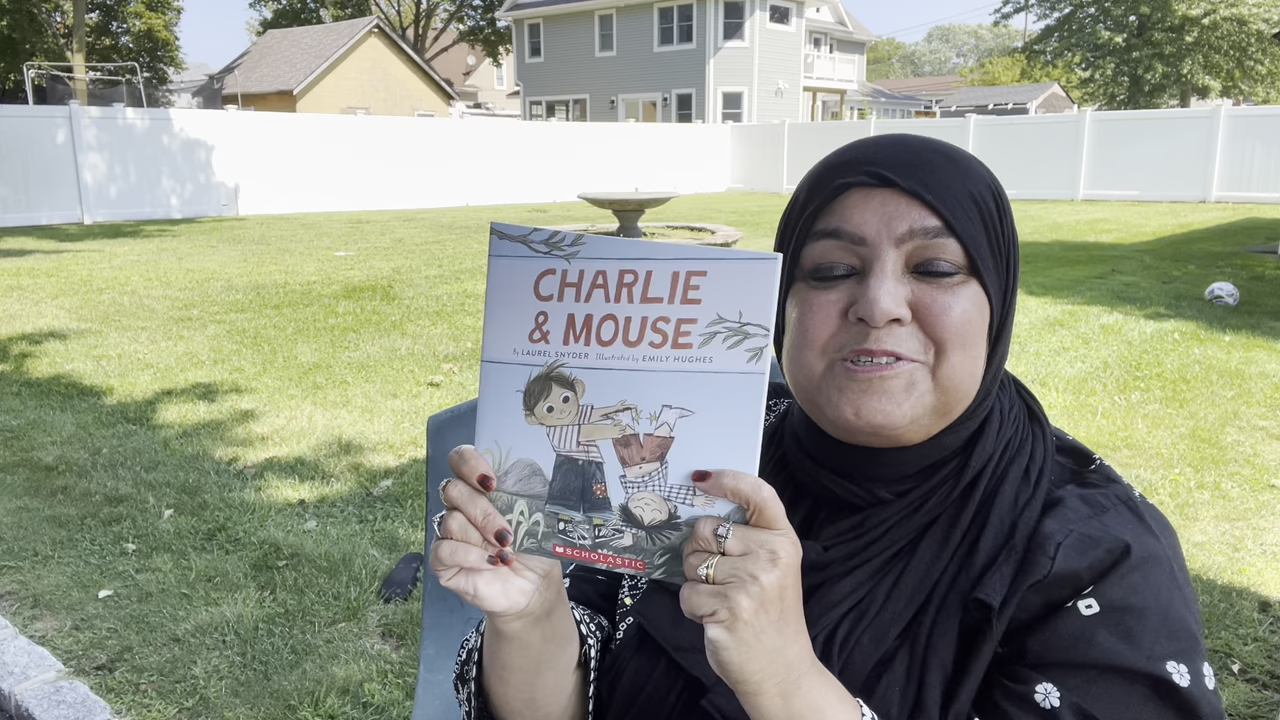 CHARLIE
& MOUSE
By LAUREL SNYDER Illustrated by EMILY HUGHES
SCHOLASTIC